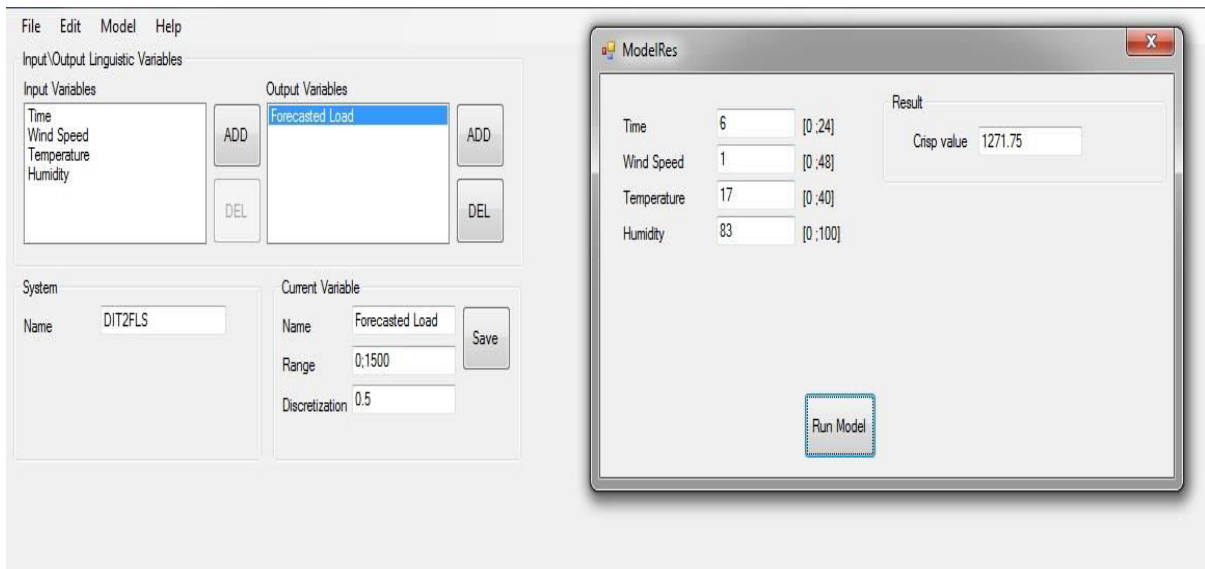 File Edit Model Help
Input\Output Linguistic Variables
Input Variables
Time
Wind Speed
Temperature
Humidity
ADD
DEL
Output Variables
Forecasted Load
ADD
DEL
System
Name DIT2FLS
Current Variable
Name Forecasted Load
Range 0;1500
Discretization 0.5
Save
ModelRes
X
Time 6 [0 ;24]
Wind Speed 1 [0 ;48]
Temperature 17 [0 ;40]
Humidity 83 [0 ;100]
Result
Crisp value 1271.75
Run Model